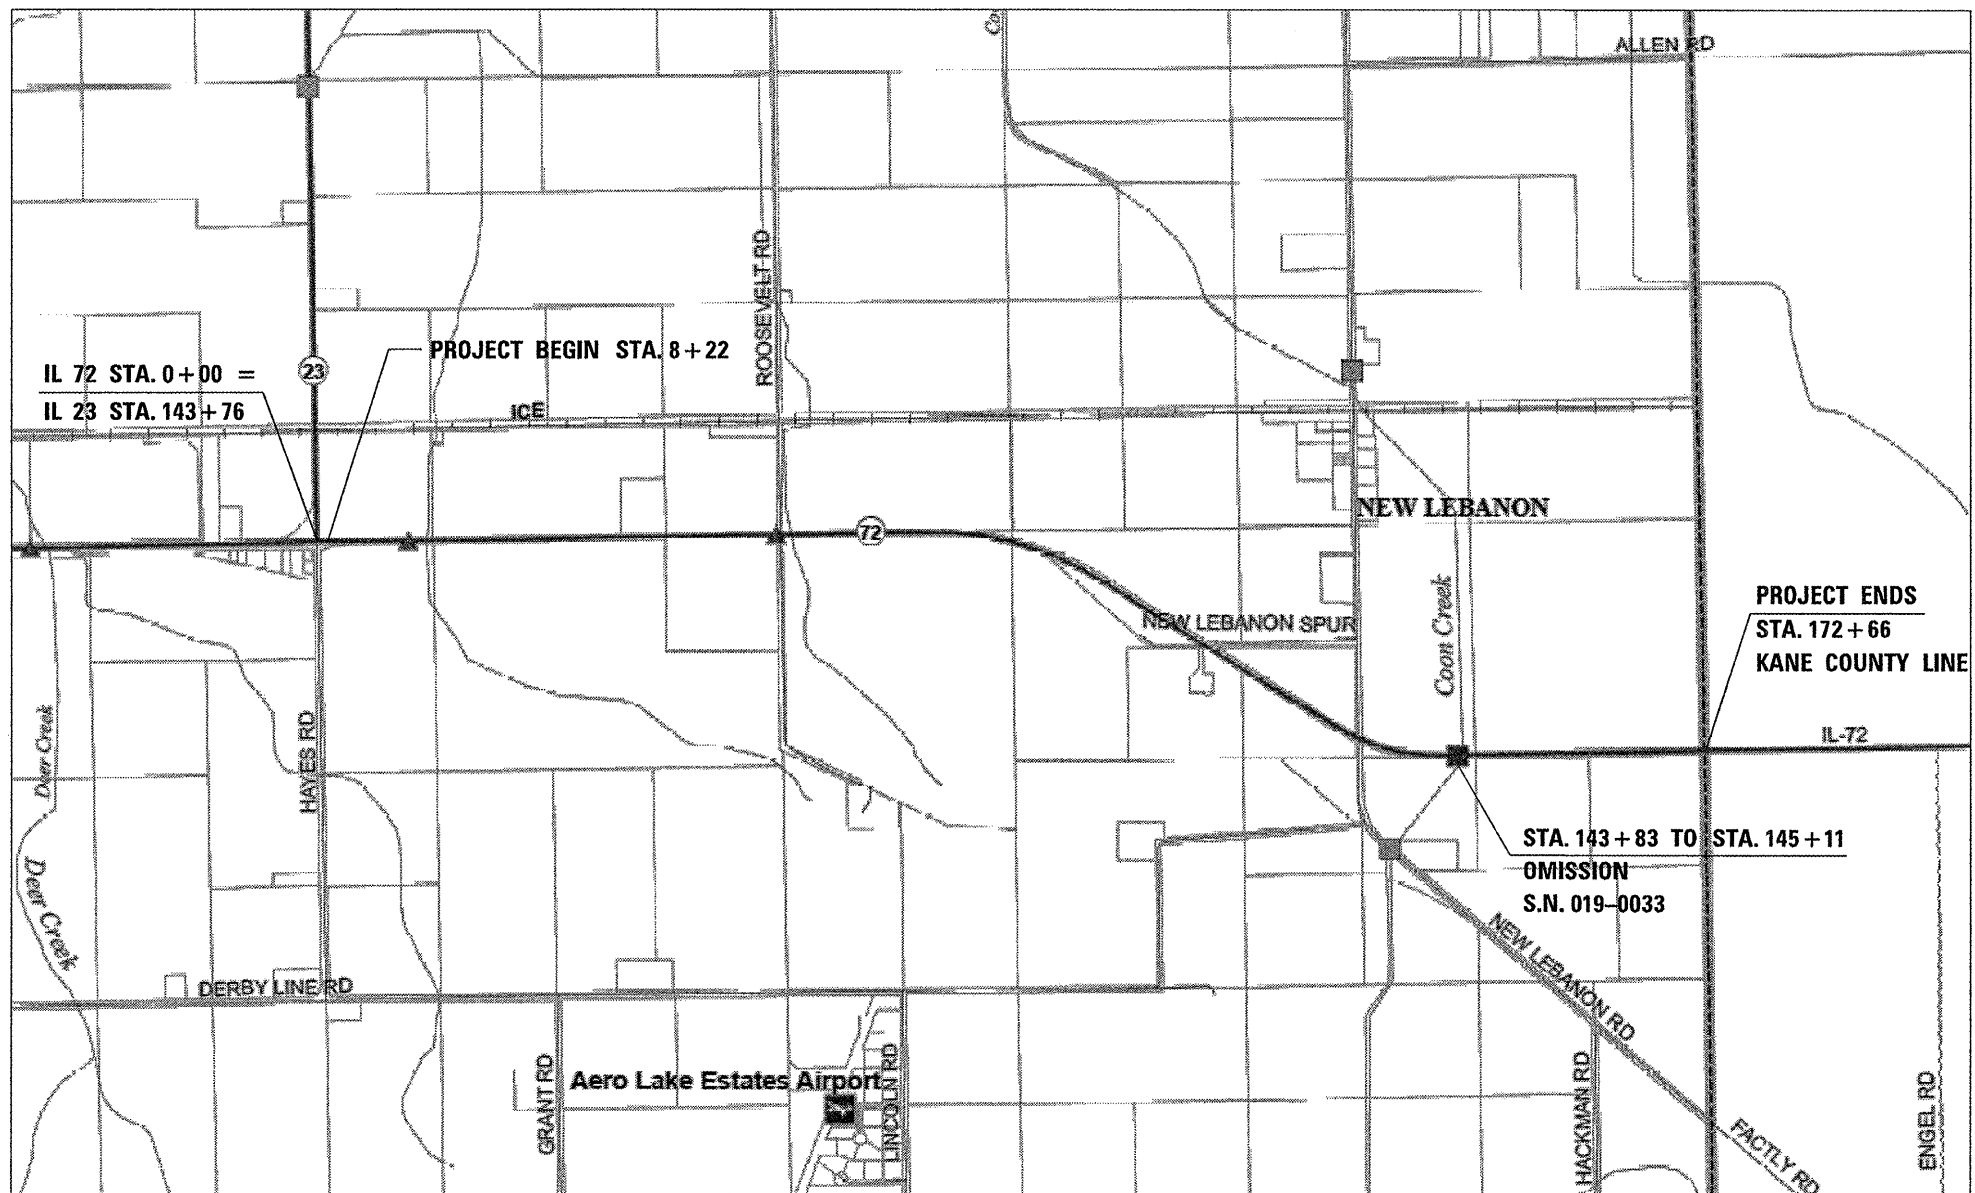 Co
ALLEN RD
ROOSEVELT RD
PROJECT BEGIN STA. 8+22
IL 72 STA. 0+00 =
IL 23 STA. 143+76
23
ICE
NEW LEBANON
72
Coon Creek
PROJECT ENDS
STA. 172+66
KANE COUNTY LINE
NEW LEBANON SPUR
Deer Creek
HAYES RD
IL-72
STA. 143+83 TO STA. 145+11
OMISSION
S.N. 019-0033
Deer Creek
NEW LEBANON RD
DERBY LINE RD
GRANT RD
Aero Lake Estates Airport
LINCOLN RD
HACKMAN RD
FACTLY RD
ENGEL RD